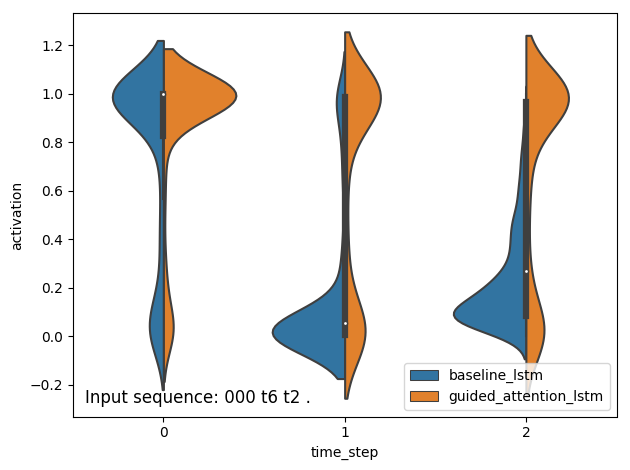 1.2
1.0
0.8
0.6
0.4
0.2
0.0
−0.2
activation
Input sequence: 000 t6 t2 .
baseline_lstm
guided_attention_lstm
0 1 2
time_step